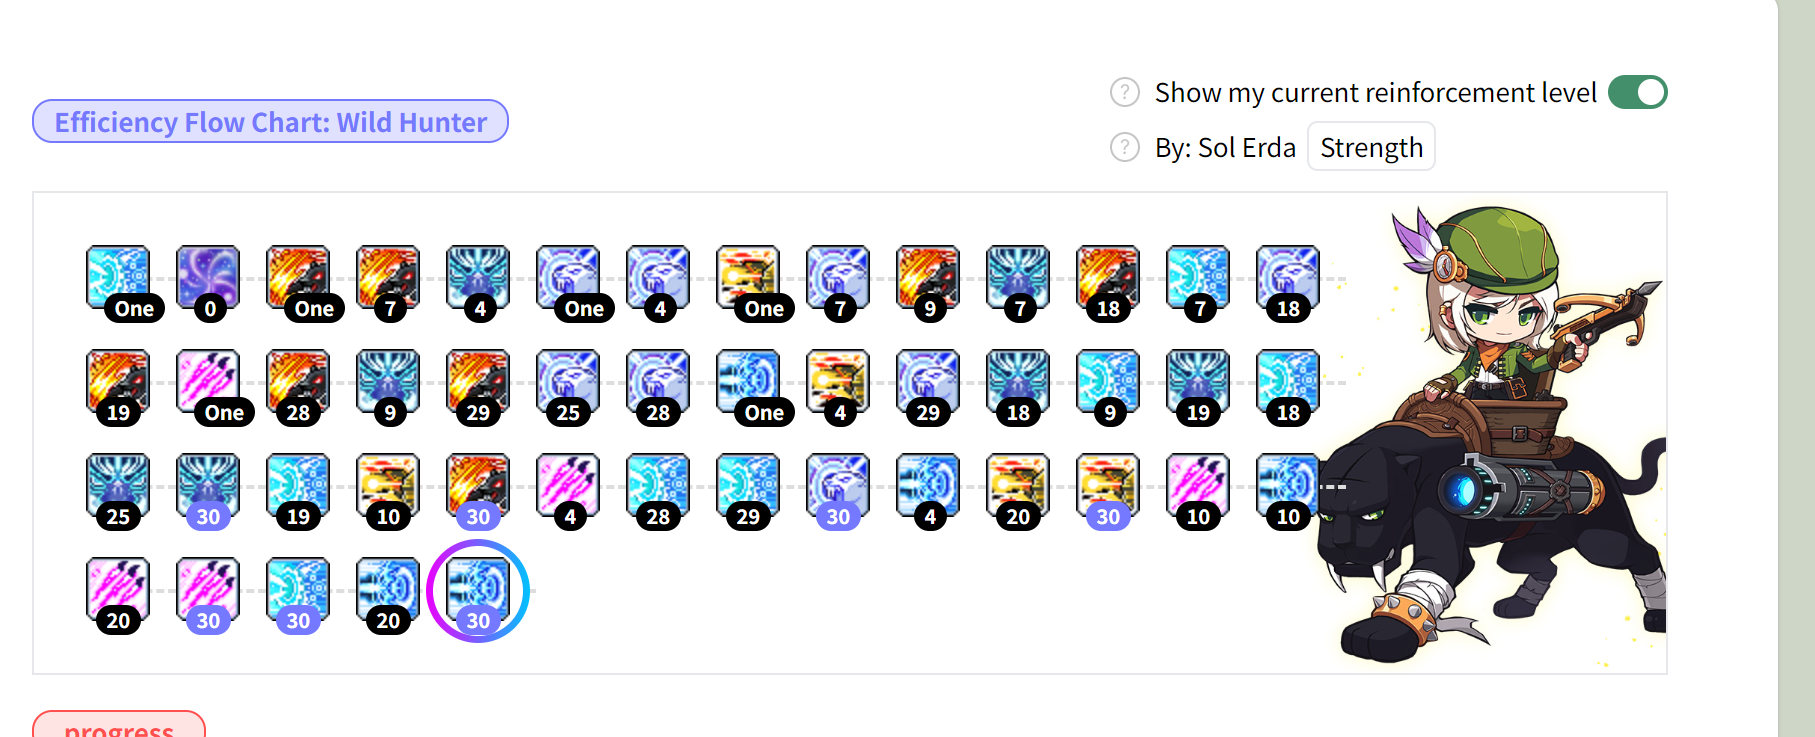 ? Show my current reinforcement level
Efficiency Flow Chart: Wild Hunter
? By: Sol Erda Strength
One 0 One 7 4 One 4 One 7 9 7 18 7 18
19 One 28 9 29 25 28 One 4 29 18 9 19 18
25 30 19 10 30 4 28 29 30 4 20 30 10 10
20 30 30 20 30
progress